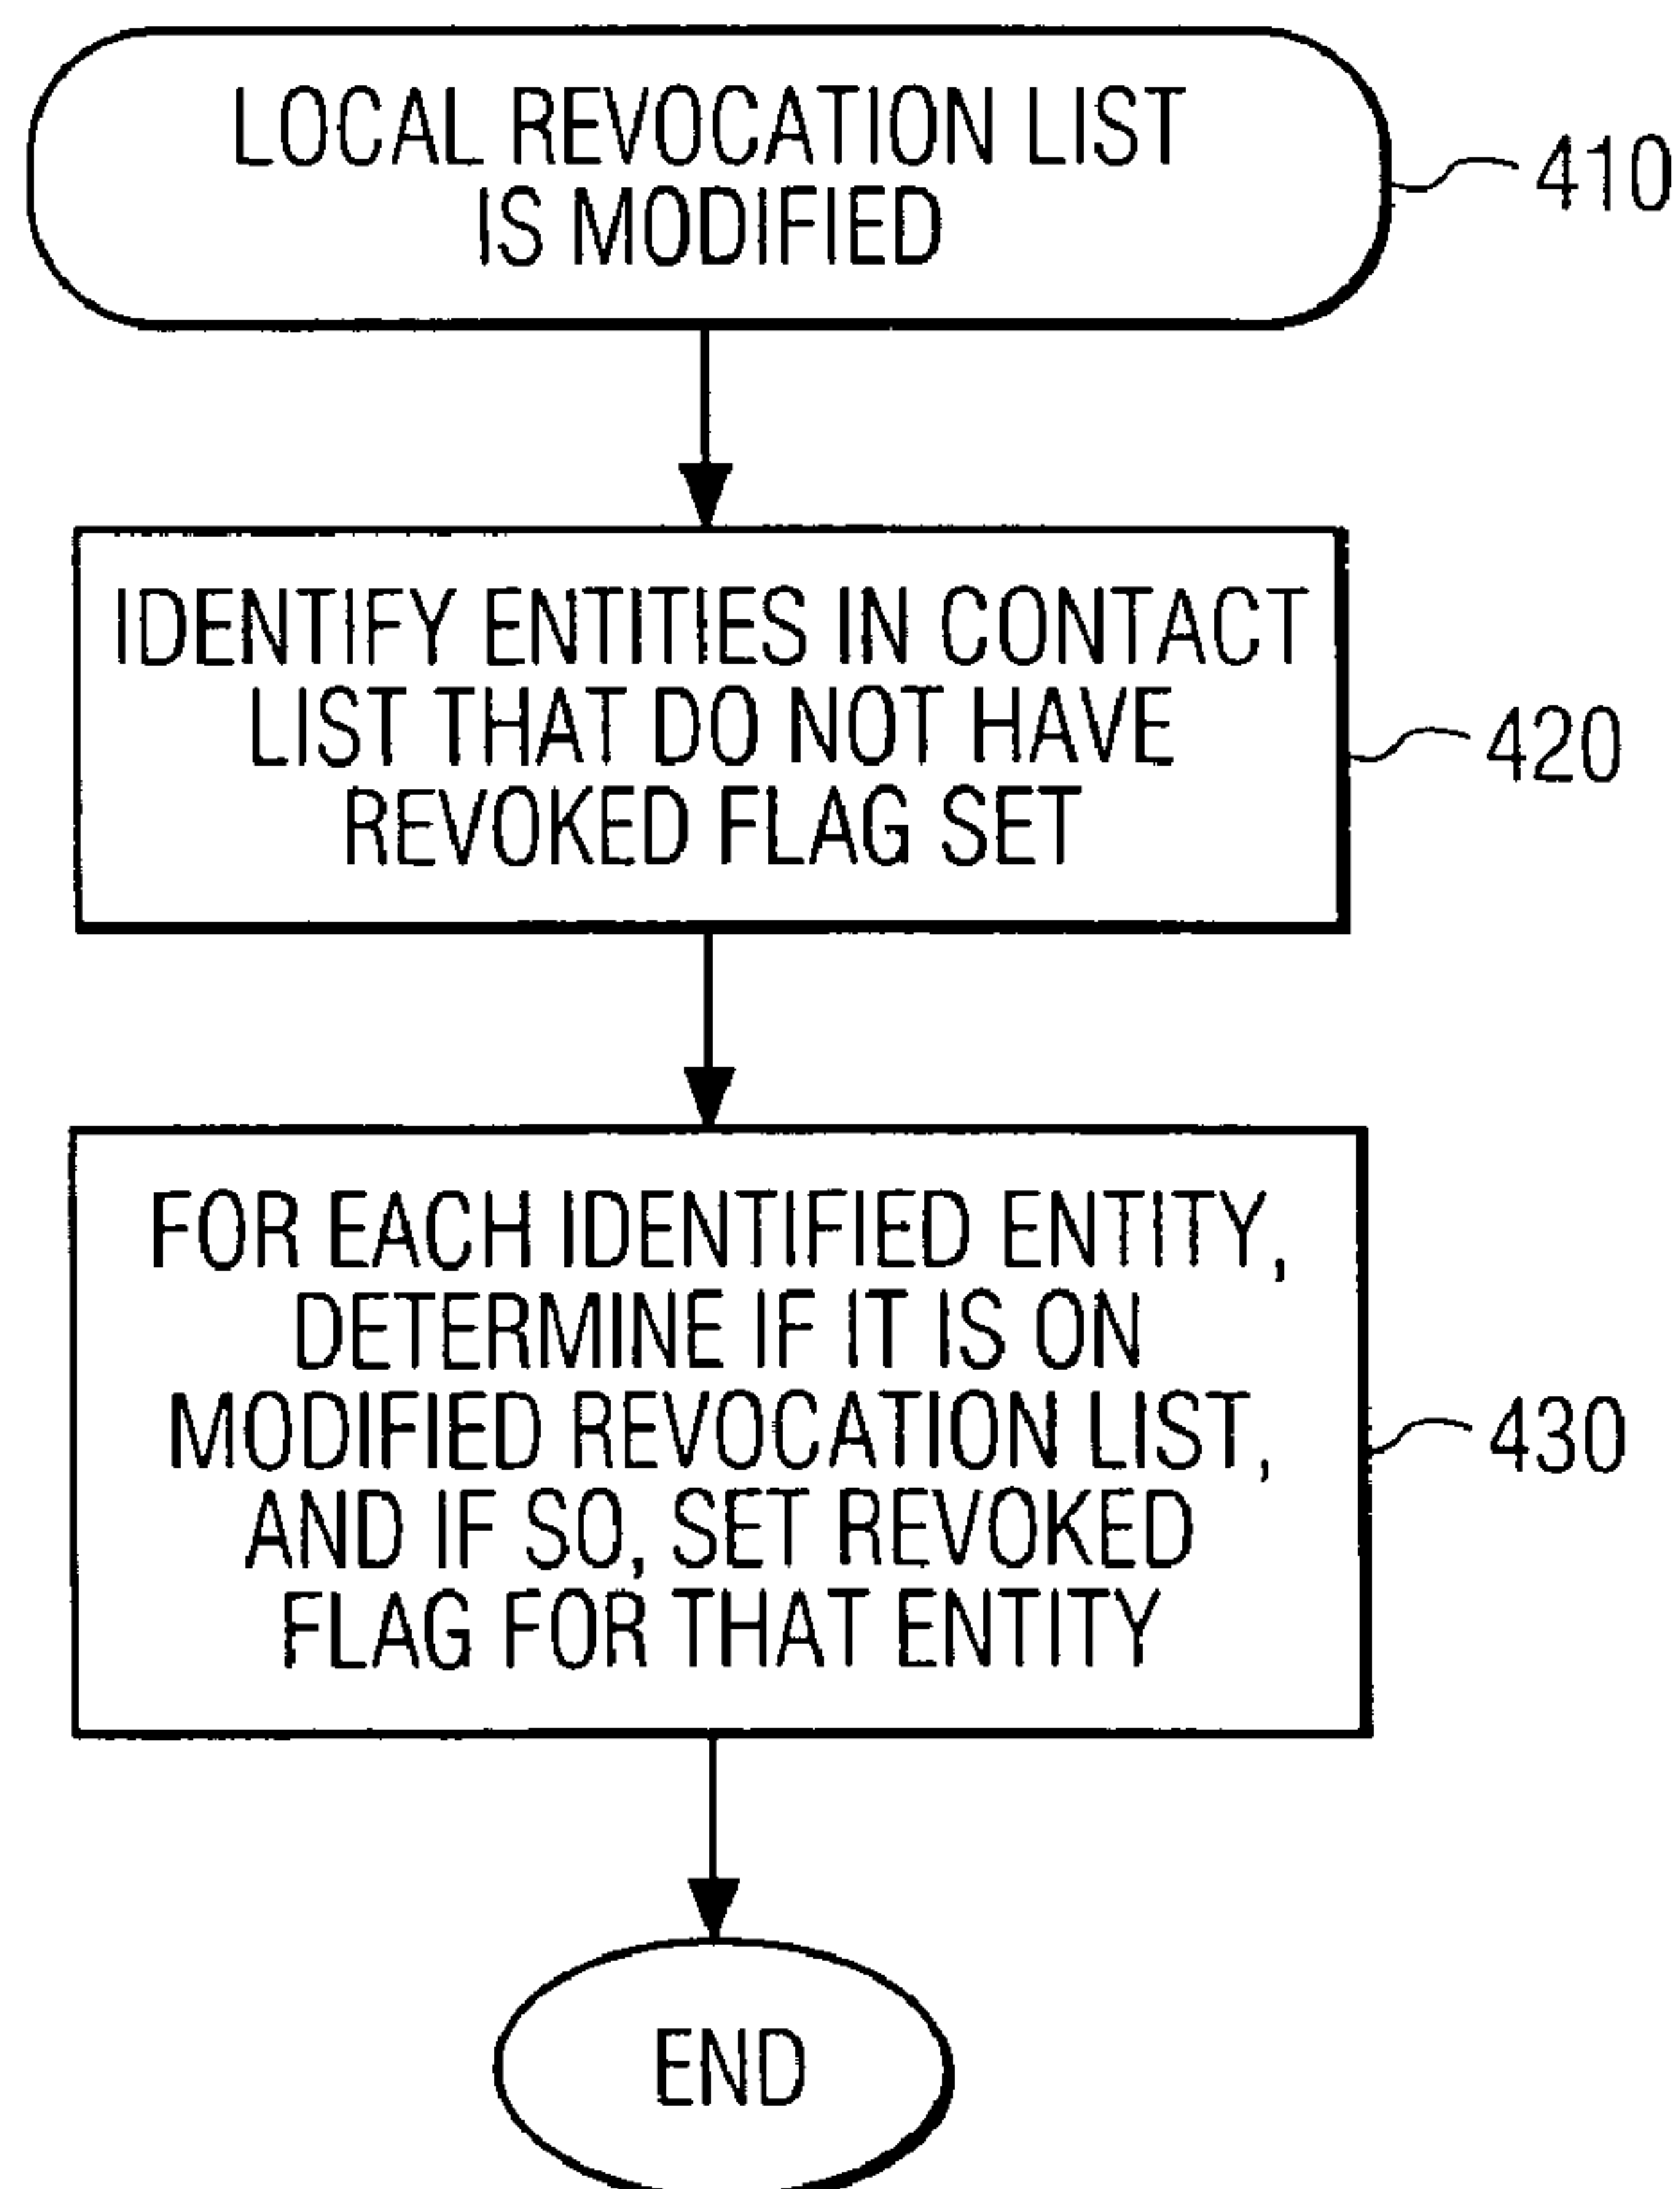 LOCAL REVOCATION LIST
IS MODIFIED
410
IDENTIFY ENTITIES IN CONTACT
LIST THAT DO NOT HAVE
REVOKED FLAG SET
420
FOR EACH IDENTIFIED ENTITY,
DETERMINE IF IT IS ON
MODIFIED REVOCATION LIST,
AND IF SO, SET REVOKED
FLAG FOR THAT ENTITY
430
END